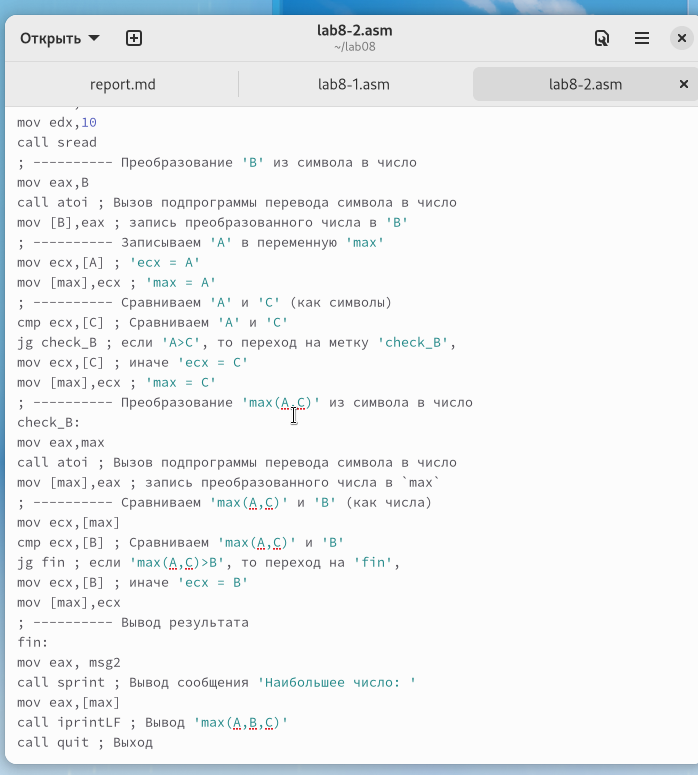 Открыть
lab8-2.asm
~/lab08
report.md
lab8-1.asm
lab8-2.asm
mov edx,10
call sread
; ---------- Преобразование 'B' из символа в число
mov eax,B
call atoi ; Вызов подпрограммы перевода символа в число
mov [B],eax ; запись преобразованного числа в 'B'
; ---------- Записываем 'A' в переменную 'max'
mov ecx,[A] ; 'ecx = A'
mov [max],ecx ; 'max = A'
; ---------- Сравниваем 'A' и 'C' (как символы)
cmp ecx,[C] ; Сравниваем 'A' и 'C'
jg check_B ; если 'A>C', то переход на метку 'check_B',
mov ecx,[C] ; иначе 'ecx = C'
mov [max],ecx ; 'max = C'
; ---------- Преобразование 'max(A,C)' из символа в число
check_B:
mov eax,max
call atoi ; Вызов подпрограммы перевода символа в число
mov [max],eax ; запись преобразованного числа в `max`
; ---------- Сравниваем 'max(A,C)' и 'B' (как числа)
mov ecx,[max]
cmp ecx,[B] ; Сравниваем 'max(A,C)' и 'B'
jg fin ; если 'max(A,C)>B', то переход на 'fin',
mov ecx,[B] ; иначе 'ecx = B'
mov [max],ecx
; ---------- Вывод результата
fin:
mov eax, msg2
call sprint ; Вывод сообщения 'Наибольшее число: '
mov eax,[max]
call iprintLF ; Вывод 'max(A,B,C)'
call quit ; Выход